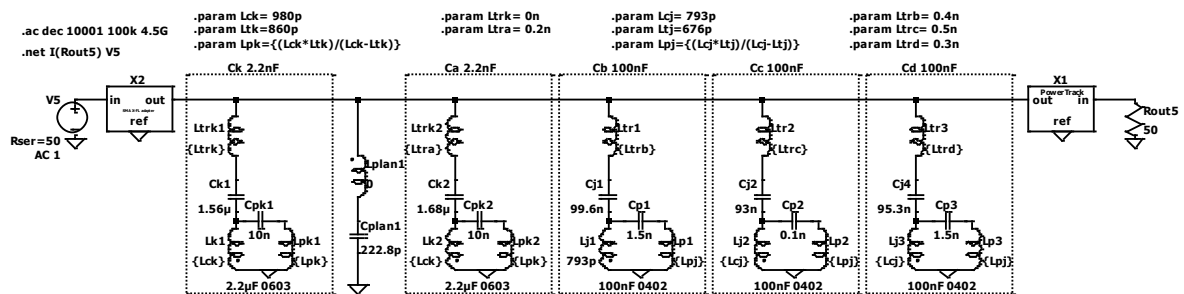 .ac dec 10001 100k 4.5G
.net I(Rout5) V5
.param Lck= 980p
.param Ltk=860p
.param Lpk={(Lck*Ltk)/(Lck-Ltk)}
.param Ltrk= 0n
.param Ltra= 0.2n
.param Lcj= 793p
.param Ltj=676p
.param Lpj={(Lcj*Ltj)/(Lcj-Ltj)}
.param Ltrb= 0.4n
.param Ltrc= 0.5n
.param Ltrd= 0.3n
Ck 2.2nF
Ca 2.2nF
Cb 100nF
Cc 100nF
Cd 100nF
X2
in out
SMA UFL adapter
ref
V5
Rser=50
AC 1
X1
PowerTrack
out in
ref
Rout5
50
Ltrk1
{Ltrk}
Ck1
1.56µ
Cpk1
10n
Lk1
{Lck}
Lpk1
{Lpk}
2.2µF 0603
Lplan1
0
Cplan1
222.8p
Ltrk2
{Ltra}
Ck2
1.68µ
Cpk2
10n
Lk2
{Lck}
Lpk2
{Lpk}
2.2µF 0603
Ltr1
{Ltrb}
Cj1
99.6n
Cp1
1.5n
Lj1
793p
Lp1
{Lpj}
100nF 0402
Ltr2
{Ltrc}
Cj2
93n
Cp2
0.1n
Lj2
{Lcj}
Lp2
{Lpj}
100nF 0402
Ltr3
{Ltrd}
Cj4
95.3n
Cp3
1.5n
Lj3
{Lcj}
Lp3
{Lpj}
100nF 0402